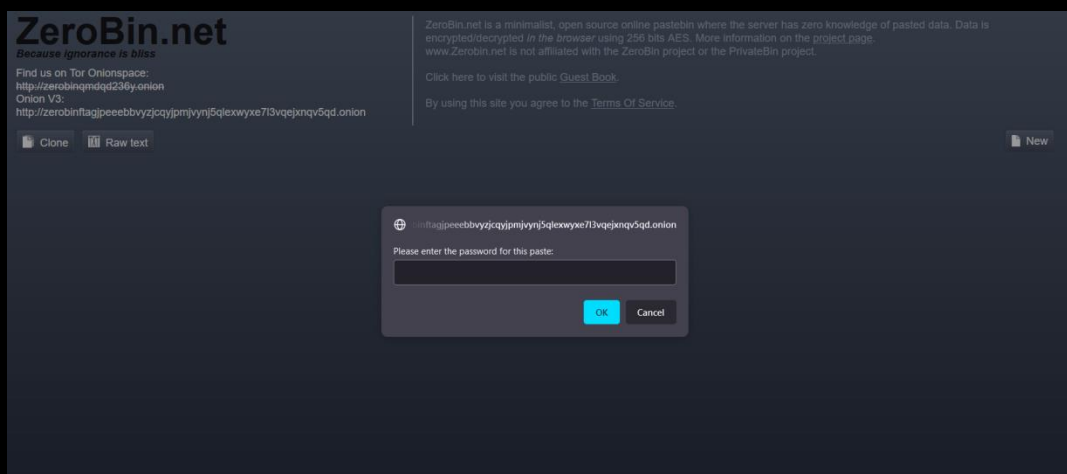 ZeroBin.net
Because ignorance is bliss
Find us on Tor Onionspace:
http://zerobinqmdqd236y.onion
Onion V3:
http://zerobinftagjpeeebbvyzjcqyjpmjvynj5qlexwyxe7l3vqejxnqv5qd.onion
ZeroBin.net is a minimalist, open source online pastebin where the server has zero knowledge of pasted data. Data is
encrypted/decrypted in the browser using 256 bits AES. More information on the project page.
www.Zerobin.net is not affiliated with the ZeroBin project or the PrivateBin project.
Click here to visit the public Guest Book.
By using this site you agree to the Terms Of Service.
Clone
Raw text
New
inftagjpeeebbvyzjcqyjpmjvynj5qlexwyxe7l3vqejxnqv5qd.onion
Please enter the password for this paste:
OK
Cancel